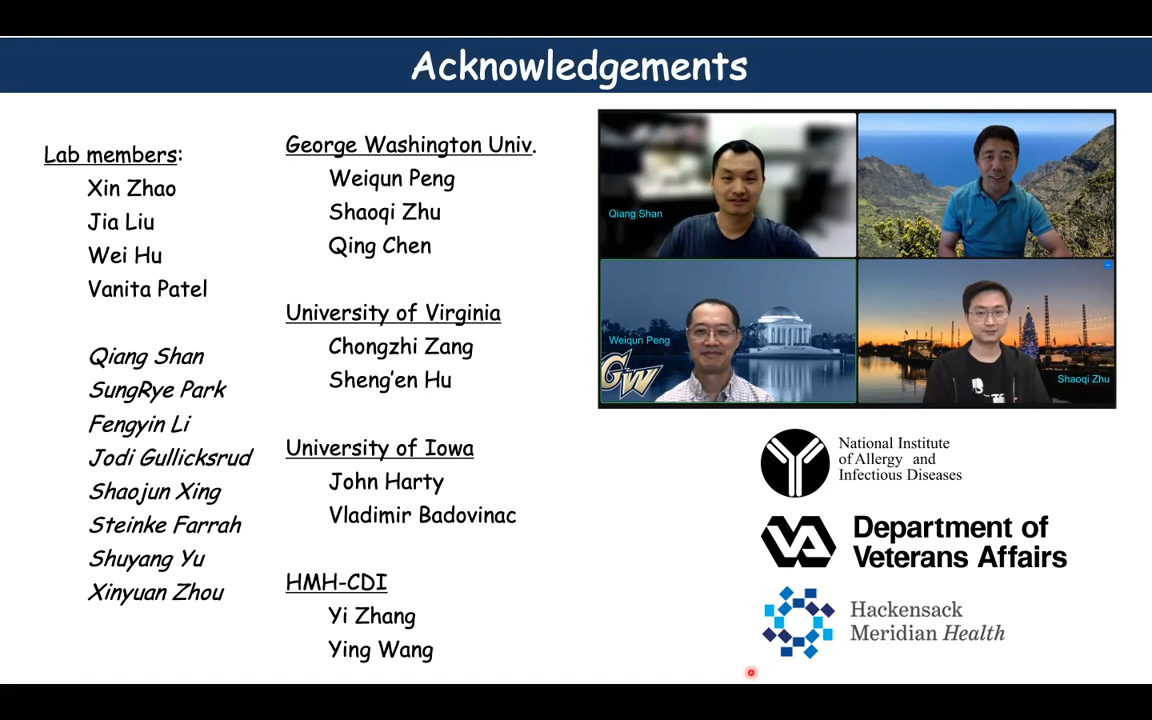 Acknowledgements
Lab members:
Xin Zhao
Jia Liu
Wei Hu
Vanita Patel
Qiang Shan
SungRye Park
Fengyin Li
Jodi Gullicksrud
Shaojun Xing
Steinke Farrah
Shuyang Yu
Xinyuan Zhou
George Washington Univ.
Weiqun Peng
Shaoqi Zhu
Qing Chen
University of Virginia
Chongzhi Zang
Sheng'en Hu
University of Iowa
John Harty
Vladimir Badovinac
HMH-CDI
Yi Zhang
Ying Wang
Qiang Shan
Weiqun Peng
GW
Shaoqi Zhu
National Institute
of Allergy and
Infectious Diseases
VA
Department of
Veterans Affairs
Hackensack
Meridian Health